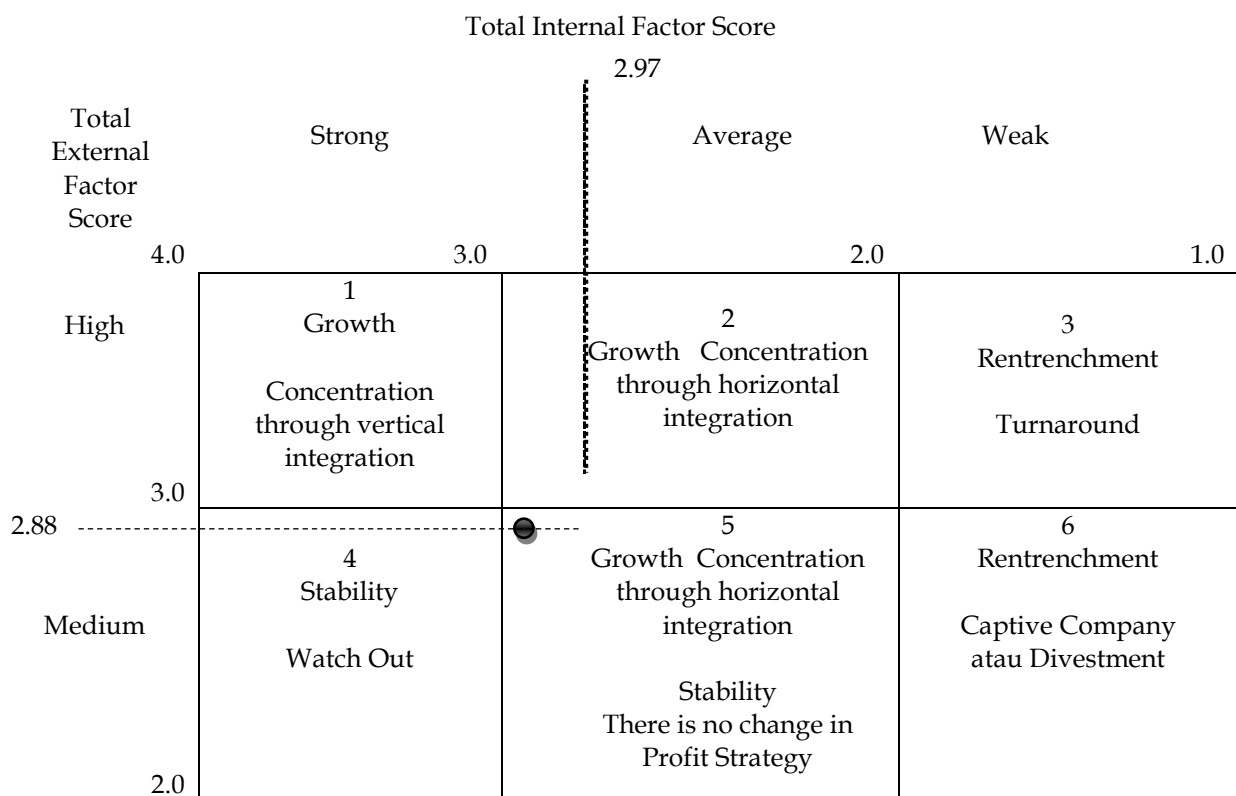 Total Internal Factor Score
2.97
Total
External
Factor
Score
Strong
Average
Weak
4.0
3.0
2.0
1.0
High
1
Growth
Concentration
through vertical
integration
2
Growth Concentration
through horizontal
integration
3
Rentrenchment
Turnaround
3.0
2.88
Medium
4
Stability
Watch Out
5
Growth Concentration
through horizontal
integration
Stability
There is no change in
Profit Strategy
6
Rentrenchment
Captive Company
atau Divestment
2.0